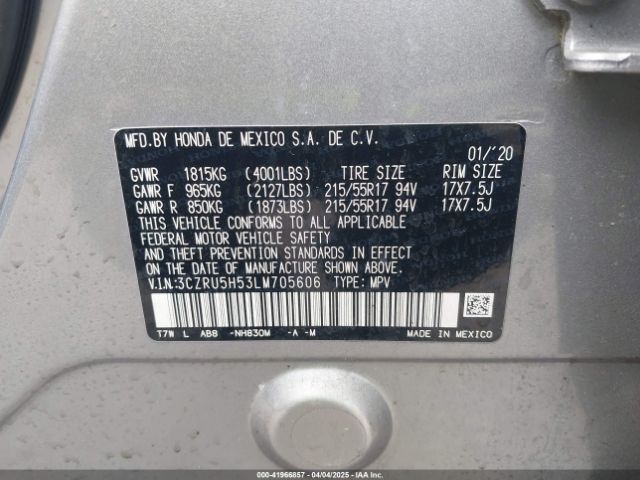 MFD.BY HONDA DE MEXICO S.A. DE C.V.
01/'20
GVWR 1815KG (4001LBS) TIRE SIZE RIM SIZE
GAWR F 965KG (2127LBS) 215/55R17 94V 17X7.5J
GAWR R 850KG (1873LBS) 215/55R17 94V 17X7.5J
THIS VEHICLE CONFORMS TO ALL APPLICABLE
FEDERAL MOTOR VEHICLE SAFETY
AND THEFT PREVENTION STANDARDS IN EFFECT
ON THE DATE OF MANUFACTURE SHOWN ABOVE.
V.I.N:3CZRU5H53LM705606 TYPE: MPV
T7W L AB8 -NH830M -A -M
MADE IN MEXICO
000-41966857 - 04/04/2025 - Copyright © 2025 IAA, LLC